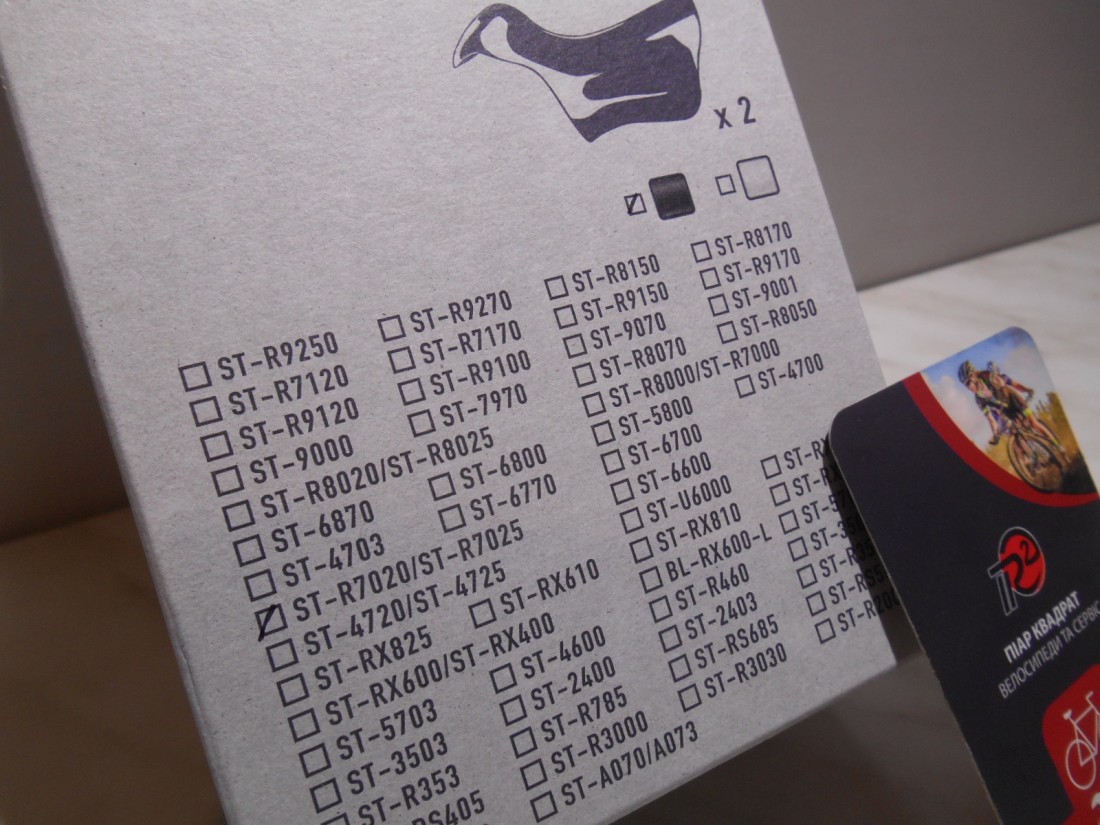 x 2
ST-R9250 ST-R9270 ST-R8150 ST-R8170
ST-R7120 ST-R7170 ST-R9150 ST-R9170
ST-R9120 ST-R9100 ST-9070 ST-9001
ST-9000 ST-7970 ST-R8070 ST-R8050
ST-R8020/ST-R8025 ST-R8000/ST-R7000
ST-6870 ST-6800 ST-5800 ST-4700
ST-4703 ST-6770 ST-6700
ST-R7020/ST-R7025 ST-6600
ST-4720/ST-4725 ST-U6000
ST-RX825 ST-RX610 ST-RX810
ST-RX600/ST-RX400 BL-RX600-L
ST-5703 ST-4600 ST-R460
ST-3503 ST-2400 ST-2403
ST-R353 ST-R785 ST-RS685
RS405 ST-R3000 ST-R3030
ST-A070/A073
R2
ПІАР КВАДРАТ
ВЕЛОСИПЕДИ ТА СЕРВІС